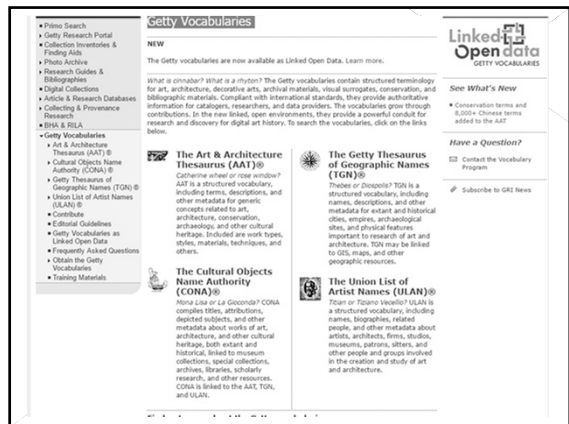 Primo Search
Getty Research Portal
Collection Inventories &
Finding Aids
Photo Archive
Research Guides &
Bibliographies
Digital Collections
Article & Research Databases
Collecting & Provenance
Research
BHA & RILA
Getty Vocabularies
Art & Architecture
Thesaurus (AAT) ®
Cultural Objects Name
Authority (CONA) ®
Getty Thesaurus of
Geographic Names (TGN) ®
Union List of Artist Names
(ULAN) ®
Contribute
Editorial Guidelines
Getty Vocabularies as
Linked Open Data
Frequently Asked Questions
Obtain the Getty
Vocabularies
Training Materials
Getty Vocabularies
NEW
The Getty vocabularies are now available as Linked Open Data. Learn more.
What is cinnabar? What is a rhyton? The Getty vocabularies contain structured terminology
for art, architecture, decorative arts, archival materials, visual surrogates, conservation, and
bibliographic materials. Compliant with international standards, they provide authoritative
information for catalogers, researchers, and data providers. The vocabularies grow through
contributions. In the new linked, open environments, they provide a powerful conduit for
research and discovery for digital art history. To search the vocabularies, click on the links
below.
The Art & Architecture
Thesaurus (AAT)®
Catherine wheel or rose window?
AAT is a structured vocabulary,
including terms, descriptions, and
other metadata for generic
concepts related to art,
architecture, conservation,
archaeology, and other cultural
heritage. Included are work types,
styles, materials, techniques, and
others.
The Getty Thesaurus
of Geographic Names
(TGN)®
Thebes or Diospolis? TGN is a
structured vocabulary, including
names, descriptions, and other
metadata for extant and historical
cities, empires, archaeological
sites, and physical features
important to research of art and
architecture. TGN may be linked
to GIS, maps, and other
geographic resources.
The Cultural Objects
Name Authority
(CONA)®
Mona Lisa or La Gioconda? CONA
compiles titles, attributions,
depicted subjects, and other
metadata about works of art,
architecture, and other cultural
heritage, both extant and
historical, linked to museum
collections, special collections,
archives, libraries, scholarly
research, and other resources.
CONA is linked to the AAT, TGN,
and ULAN.
The Union List of
Artist Names (ULAN)®
Titian or Tiziano Vecellio? ULAN is
a structured vocabulary, including
names, biographies, related
people, and other metadata about
artists, architects, firms, studios,
museums, patrons, sitters, and
other people and groups involved
in the creation and study of art
and architecture.
Linked
Open data
GETTY VOCABULARIES
See What's New
Conservation terms and
8,000+ Chinese terms
added to the AAT
Have a Question?
Contact the Vocabulary
Program
Subscribe to GRI News